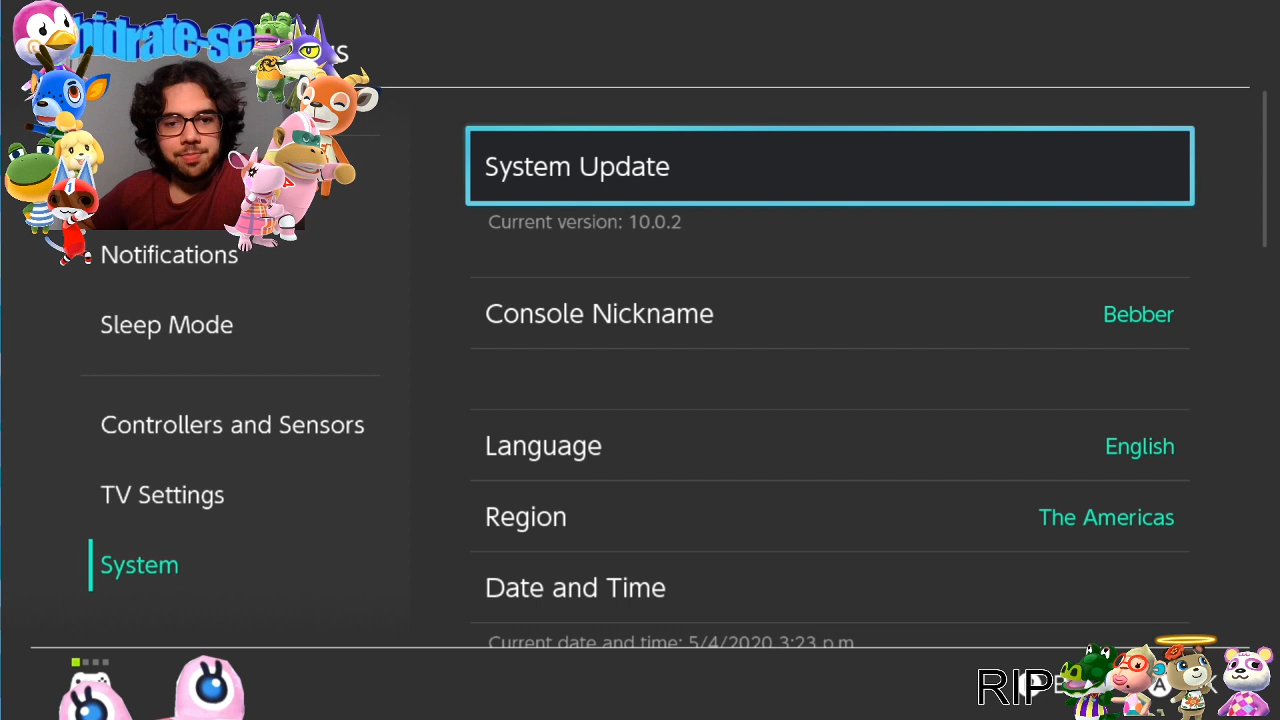 hidrate-se
System Update
Current version: 10.0.2
Notifications
Console Nickname
Bebber
Sleep Mode
Controllers and Sensors
Language
English
TV Settings
Region
The Americas
System
Date and Time
Current date and time: 5/4/2020 3:23 p.m.
RIP